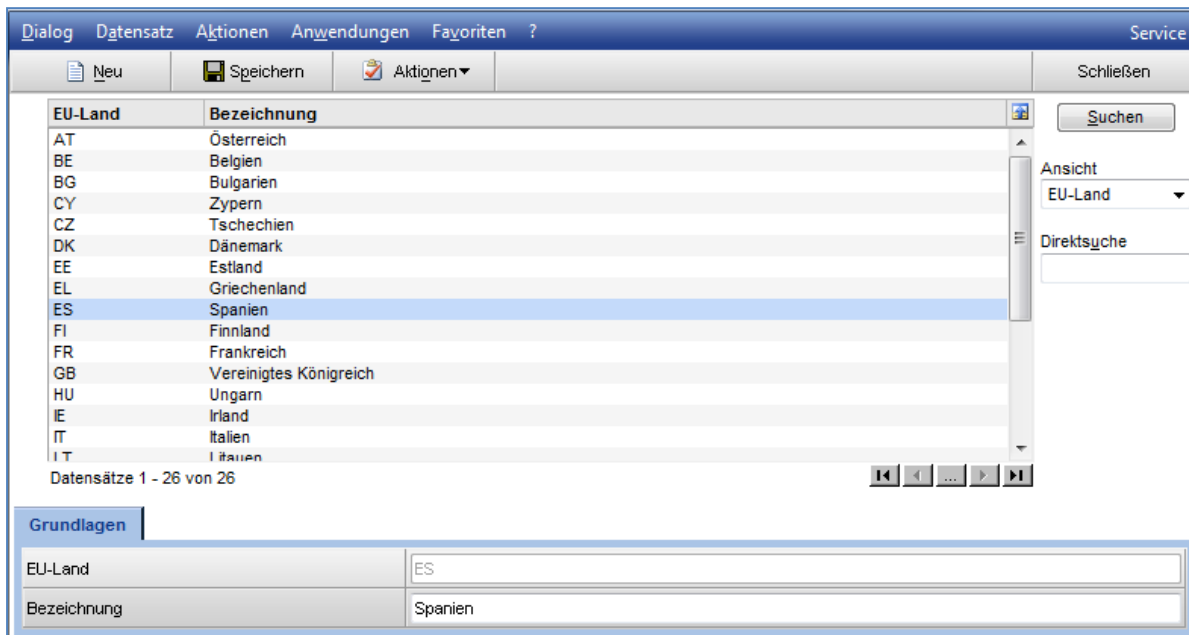 Dialog Datensatz Aktionen Anwendungen Favoriten ? Service
Neu Speichern Aktionen Schließen
EU-Land Bezeichnung Suchen
AT Österreich
BE Belgien
Ansicht
BG Bulgarien
CY Zypern EU-Land
CZ Tschechien
DK Dänemark Direktsuche
EE Estland
EL Griechenland
ES Spanien
FI Finnland
FR Frankreich
GB Vereinigtes Königreich
HU Ungarn
IE Irland
IT Italien
LT Litauen
Datensätze 1 - 26 von 26 ...
Grundlagen
EU-Land ES
Bezeichnung Spanien